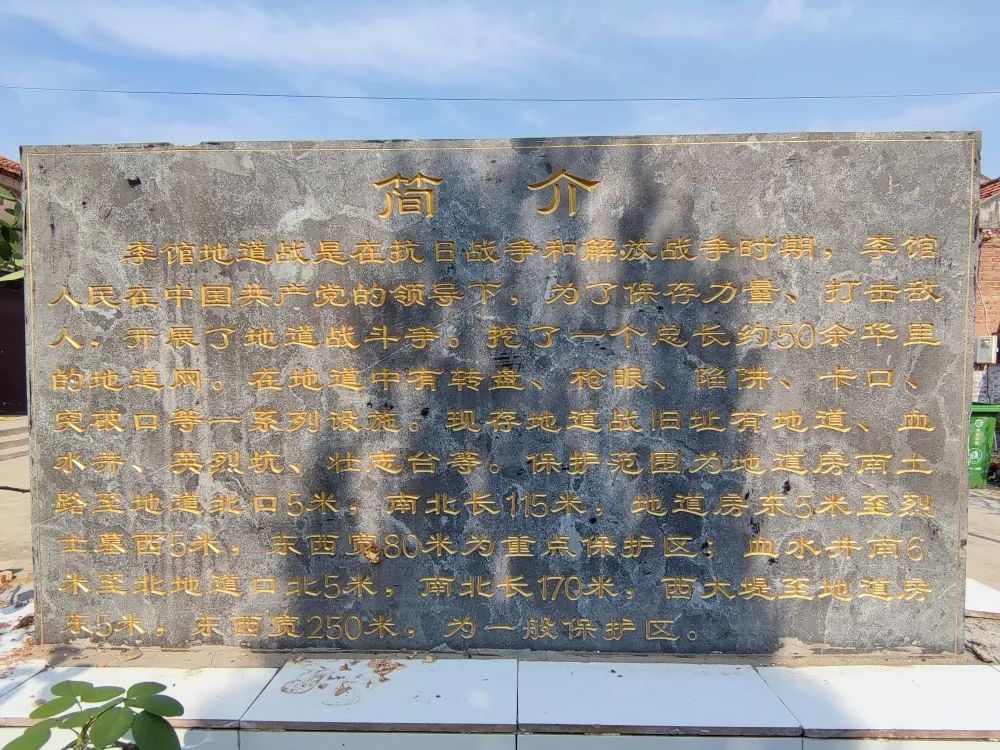 简介
李馆地道战是在抗日战争和解放战争时期，李馆
人民在中国共产党的领导下，为了保存力量、打击敌
人，开展了地道战斗争。挖了一个总长约50余华里
的地道网。在地道中有转盘、枪眼、陷阱、卡口、
突破口等一系列设施。现存地道战旧址有地道、血
水井、英烈坑、壮志台等。保护范围为地道房南土
路至地道北口5米，南北长115米，地道房东5米至烈
士墓西5米，东西宽80米为重点保护区；血水井南6
米至北地道口北5米，南北长170米，西大堤至地道房
东5米，东西宽250米，为一般保护区。